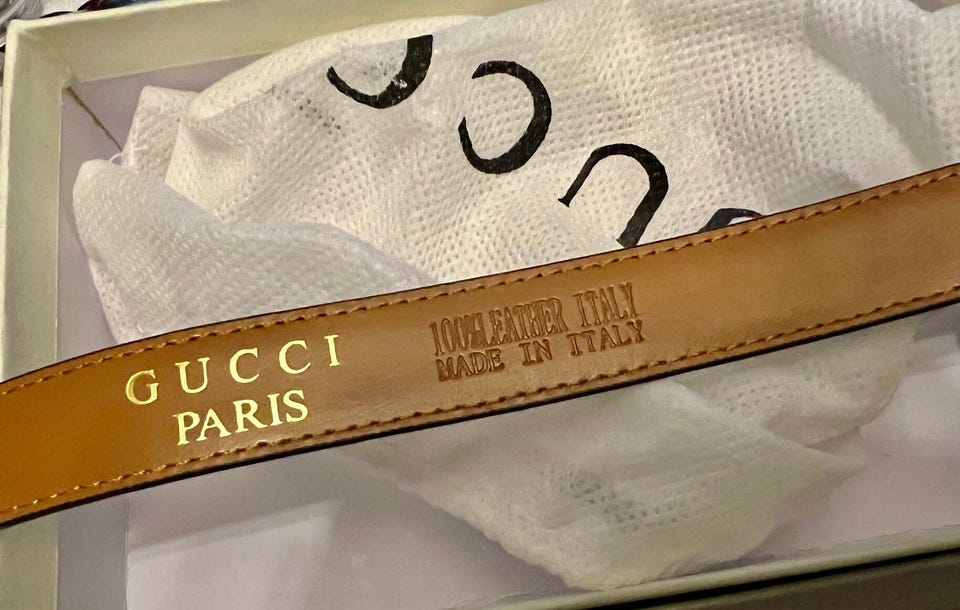 GUCCI
PARIS
100%LEATHER ITALY
MADE IN ITALY